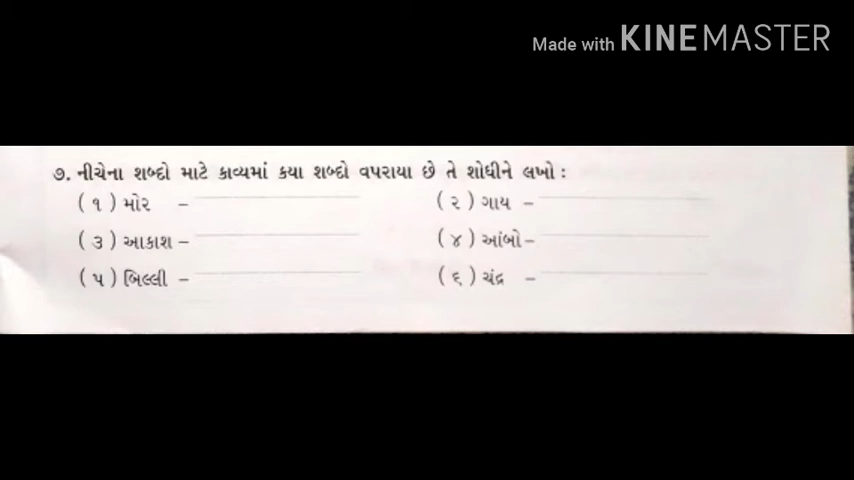 Made with KINEMASTER
૭. નીચેના શબ્દો માટે કાવ્યમાં કયા શબ્દો વપરાયા છે તે શોધીને લખો :
( ૧ ) મોર – ( ૨ ) ગાય –
( ૩ ) આકાશ – ( ૪ ) આંબો –
( ૫ ) બિલ્લી – ( ૬ ) ચંદ્ર –